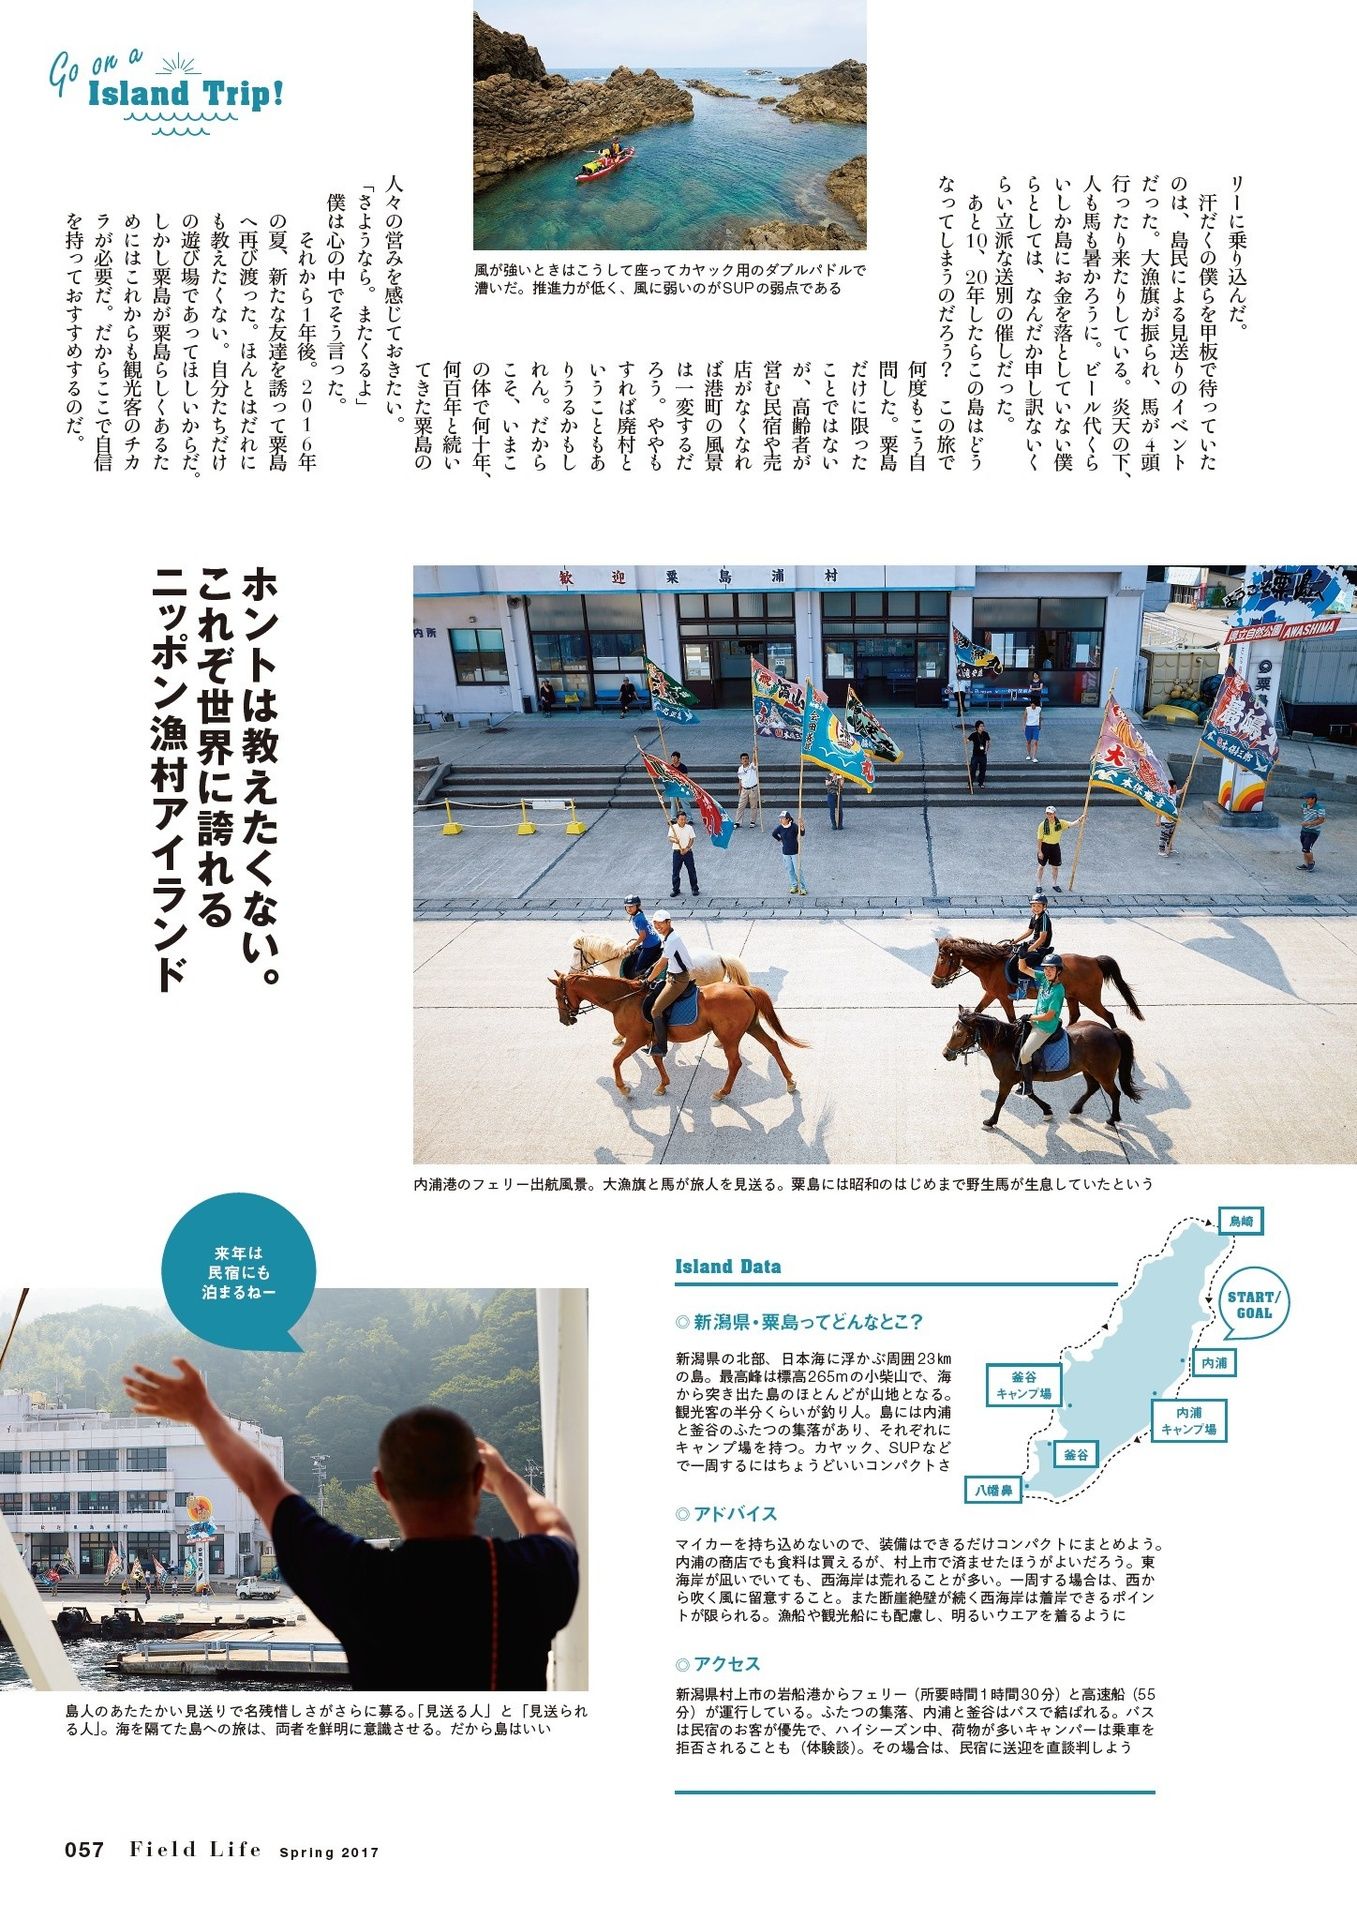 Go on a
Island Trip!
リーに乗り込んだ。
汗だくの僕らを甲板で待っていた
のは、島民による見送りのイベント
だった。大漁旗が振られ、馬が4頭
行ったり来たりしている。炎天の下、
人も馬も暑かろうに。ビール代くら
いしか島にお金を落としていない僕
らとしては、なんだか申し訳ないく
らい立派な送別の催しだった。
あと10、20年したらこの島はどう
なってしまうのだろう? この旅で
何度もこう自
問した。粟島
だけに限った
ことではない
が、高齢者が
営む民宿や売
店がなくなれ
ば港町の風景
は一変するだ
ろう。ややも
すれば廃村と
いうこともあ
りうるかもし
れん。だから
こそ、いまこ
の体で何十年、
何百年と続い
てきた粟島の
人々の営みを感じておきたい。
「さようなら。またくるよ」
僕は心の中でそう言った。
それから1年後。2016年
の夏、新たな友達を誘って粟島
へ再び渡った。ほんとはだれに
も教えたくない。自分たちだけ
の遊び場であってほしいからだ。
しかし粟島が粟島らしくあるた
めにはこれからも観光客のチカ
ラが必要だ。だからここで自信
を持っておすすめするのだ。
風が強いときはこうして座ってカヤック用のダブルパドルで
漕いだ。推進力が低く、風に弱いのがSUPの弱点である
ホントは教えたくない。
これぞ世界に誇れる
ニッポン漁村アイランド
歓迎 粟島浦村
内所
ようこそ粟島へ
県立自然公園 AWASHIMA
内浦港のフェリー出航風景。大漁旗と馬が旅人を見送る。粟島には昭和のはじめまで野生馬が生息していたという
来年は
民宿にも
泊まるねー
島人のあたたかい見送りで名残惜しさがさらに募る。「見送る人」と「見送られ
る人」。海を隔てた島への旅は、両者を鮮明に意識させる。だから島はいい
Island Data
◎新潟県・粟島ってどんなとこ?
新潟県の北部、日本海に浮かぶ周囲23km
の島。最高峰は標高265mの小柴山で、海
から突き出た島のほとんどが山地となる。
観光客の半分くらいが釣り人。島には内浦
と釜谷のふたつの集落があり、それぞれに
キャンプ場を持つ。カヤック、SUPなど
で一周するにはちょうどいいコンパクトさ
鳥崎
START/
GOAL
内浦
釜谷
キャンプ場
内浦
キャンプ場
釜谷
八幡鼻
◎アドバイス
マイカーを持ち込めないので、装備はできるだけコンパクトにまとめよう。
内浦の商店でも食料は買えるが、村上市で済ませたほうがよいだろう。東
海岸が凪いでいても、西海岸は荒れることが多い。一周する場合は、西か
ら吹く風に留意すること。また断崖絶壁が続く西海岸は着岸できるポイン
トが限られる。漁船や観光船にも配慮し、明るいウエアを着るように
◎アクセス
新潟県村上市の岩船港からフェリー(所要時間1時間30分)と高速船(55
分)が運行している。ふたつの集落、内浦と釜谷はバスで結ばれる。バス
は民宿のお客が優先で、ハイシーズン中、荷物が多いキャンパーは乗車を
拒否されることも(体験談)。その場合は、民宿に送迎を直談判しよう
057 Field Life Spring 2017